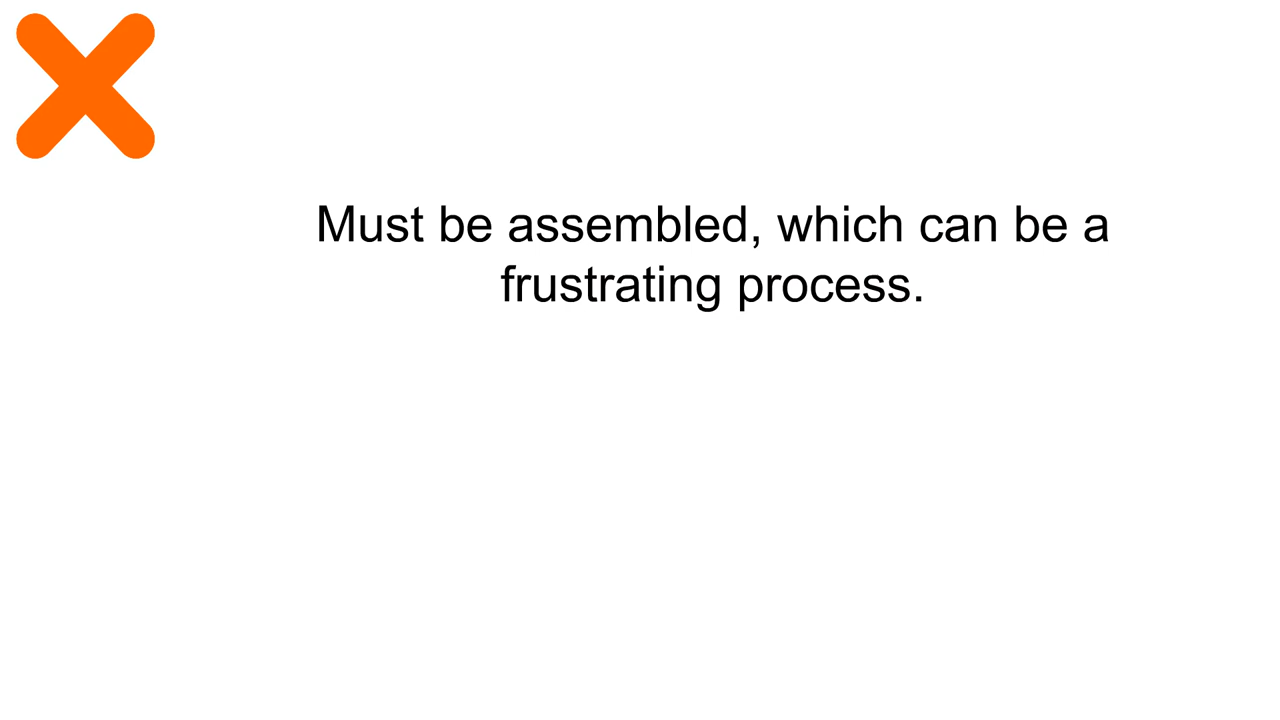 Must be assembled, which can be a
frustrating process.